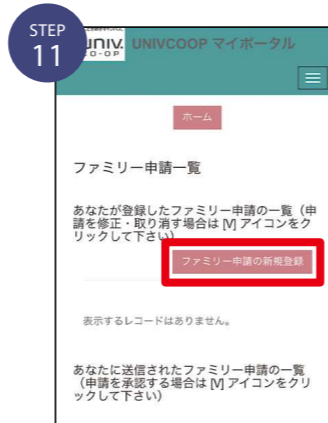 STEP
11
UNIV.
CO-OP
UNIVCOOP マイポータル
ホーム
ファミリー申請一覧
あなたが登録したファミリー申請の一覧（申
請を修正・取り消す場合は [V] アイコンをク
リックして下さい）
ファミリー申請の新規登録
表示するレコードはありません。
あなたに送信されたファミリー申請の一覧
（申請を承認する場合は [V] アイコンをクリ
ックして下さい）